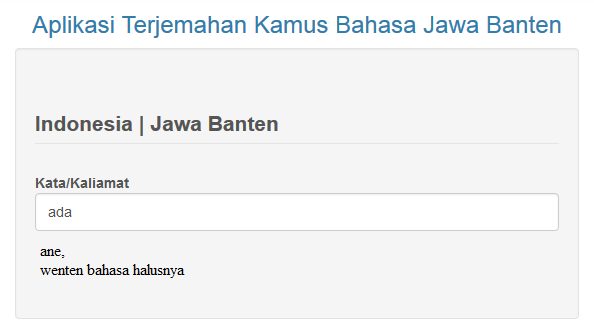 Aplikasi Terjemahan Kamus Bahasa Jawa Banten
Indonesia | Jawa Banten
Kata/Kaliamat
ada
ane,
wenten bahasa halusnya